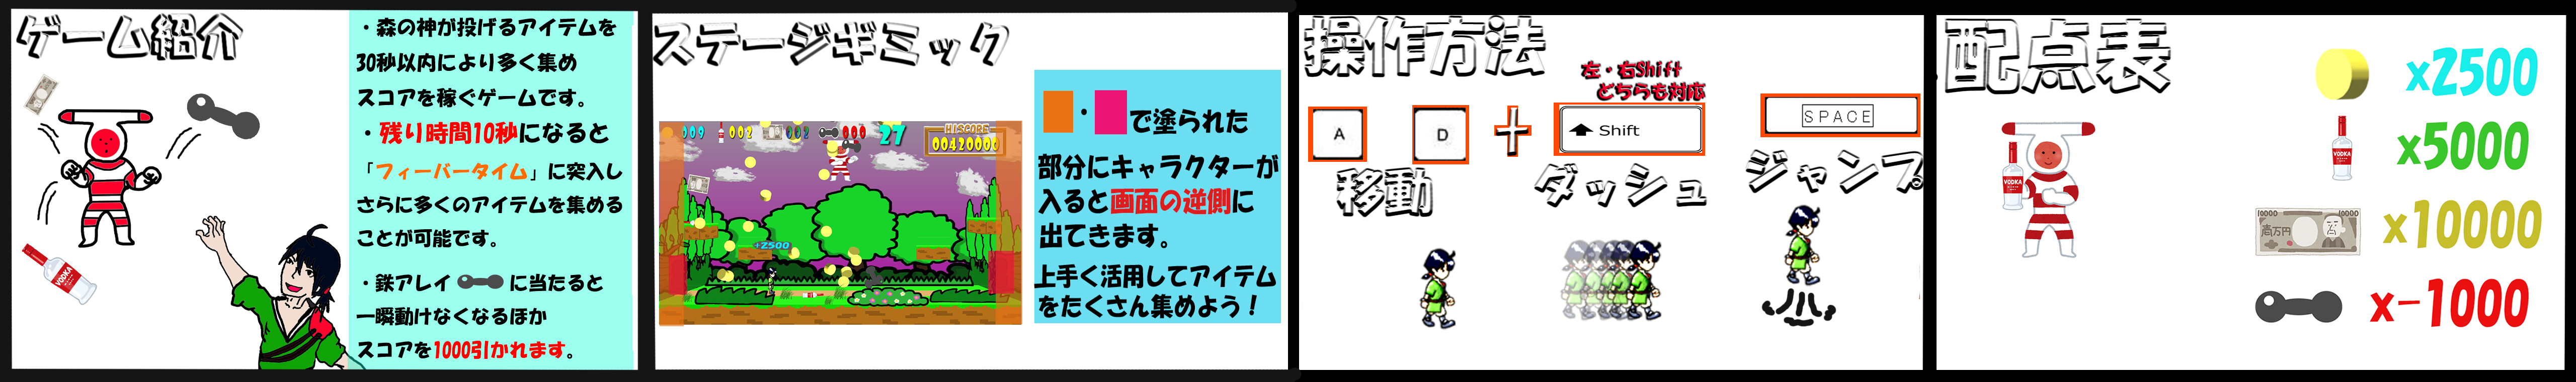 ゲーム紹介
・森の神が投げるアイテムを
30秒以内により多く集め
スコアを稼ぐゲームです。
・残り時間10秒になると
「フィーバータイム」に突入し
さらに多くのアイテムを集める
ことが可能です。
・鉄アレイ に当たると
一瞬動けなくなるほか
スコアを1000引かれます。
VODKA
ステージギミック
009 002 002 000 27
HISCORE
00420000
+2500
・ で塗られた
部分にキャラクターが
入ると画面の逆側に
出てきます。
上手く活用してアイテム
をたくさん集めよう！
操作方法
左・右Shift
どちらも対応
A D + Shift SPACE
移動 ダッシュ ジャンプ
配点表
x2500
VODKA
VODKA
x5000
10000 10000
壱万円
x10000
x-1000